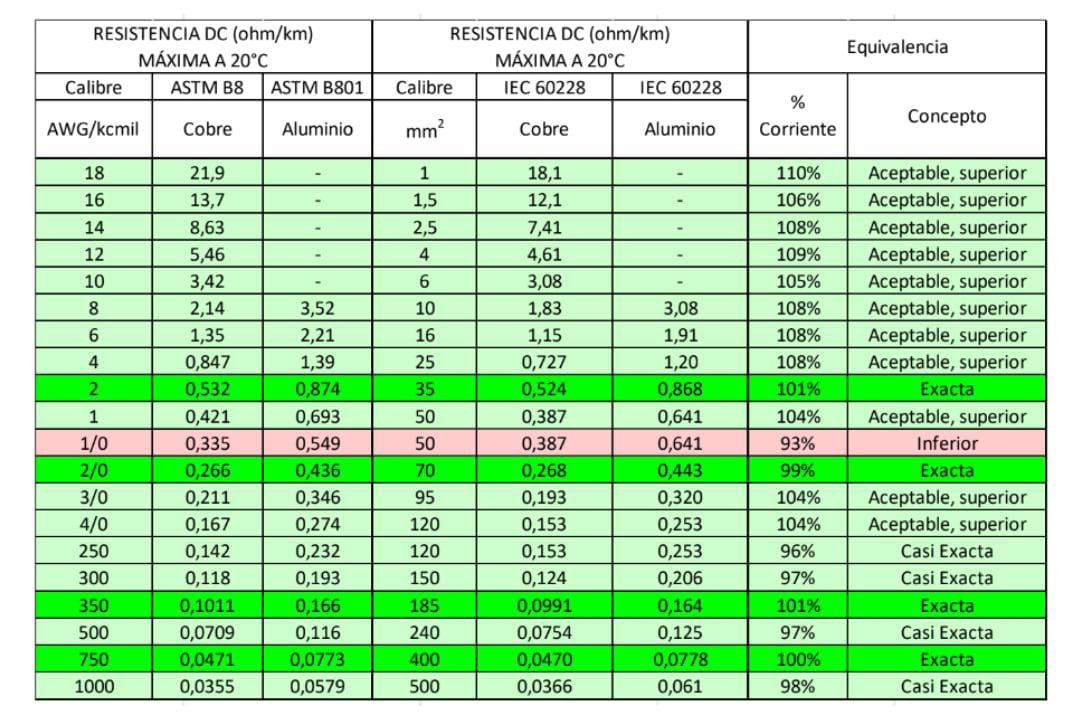 RESISTENCIA DC (ohm/km) RESISTENCIA DC (ohm/km) Equivalencia
MÁXIMA A 20°C MÁXIMA A 20°C
Calibre ASTM B8 ASTM B801 Calibre IEC 60228 IEC 60228 % Corriente Concepto
AWG/kcmil Cobre Aluminio mm² Cobre Aluminio
18 21,9 - 1 18,1 - 110% Aceptable, superior
16 13,7 - 1,5 12,1 - 106% Aceptable, superior
14 8,63 - 2,5 7,41 - 108% Aceptable, superior
12 5,46 - 4 4,61 - 109% Aceptable, superior
10 3,42 - 6 3,08 - 105% Aceptable, superior
8 2,14 3,52 10 1,83 3,08 108% Aceptable, superior
6 1,35 2,21 16 1,15 1,91 108% Aceptable, superior
4 0,847 1,39 25 0,727 1,20 108% Aceptable, superior
2 0,532 0,874 35 0,524 0,868 101% Exacta
1 0,421 0,693 50 0,387 0,641 104% Aceptable, superior
1/0 0,335 0,549 50 0,387 0,641 93% Inferior
2/0 0,266 0,436 70 0,268 0,443 99% Exacta
3/0 0,211 0,346 95 0,193 0,320 104% Aceptable, superior
4/0 0,167 0,274 120 0,153 0,253 104% Aceptable, superior
250 0,142 0,232 120 0,153 0,253 96% Casi Exacta
300 0,118 0,193 150 0,124 0,206 97% Casi Exacta
350 0,1011 0,166 185 0,0991 0,164 101% Exacta
500 0,0709 0,116 240 0,0754 0,125 97% Casi Exacta
750 0,0471 0,0773 400 0,0470 0,0778 100% Exacta
1000 0,0355 0,0579 500 0,0366 0,061 98% Casi Exacta